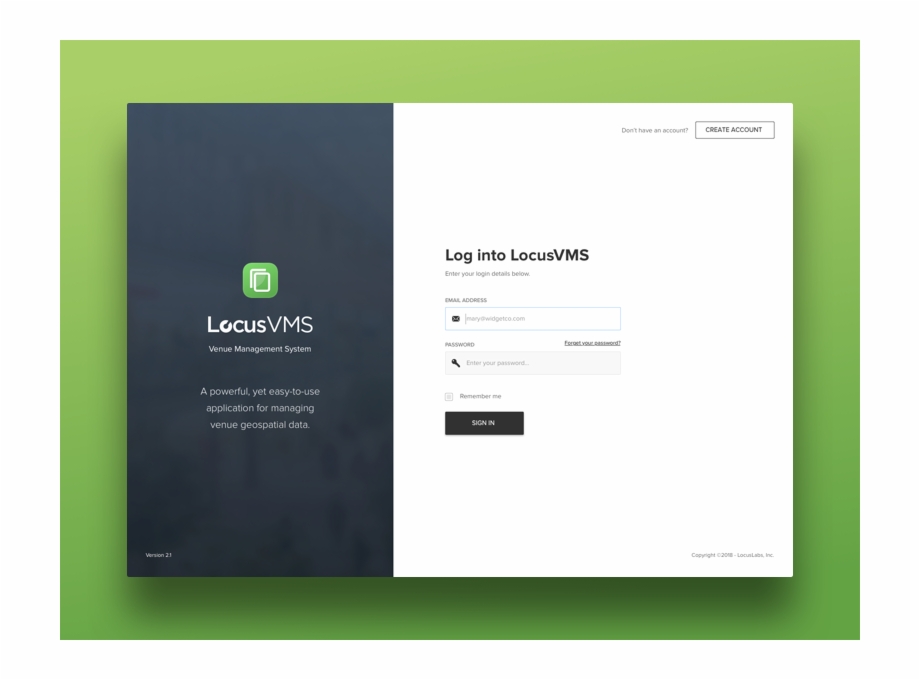 Don't have an account? CREATE ACCOUNT
LocusVMS
Venue Management System
A powerful, yet easy-to-use
application for managing
venue geospatial data.
Version 2.1
Log into LocusVMS
Enter your login details below.
EMAIL ADDRESS
mary@widgetco.com
PASSWORD Forgot your password?
Enter your password...
Remember me
SIGN IN
Copyright ©2018 - LocusLabs, Inc.